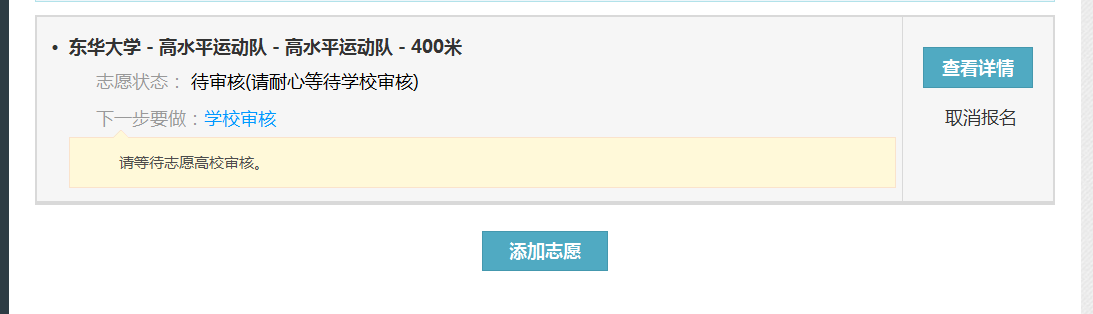 • 东华大学 - 高水平运动队 - 高水平运动队 - 400米
志愿状态： 待审核(请耐心等待学校审核)
下一步要做：学校审核
请等待志愿高校审核。
查看详情
取消报名
添加志愿